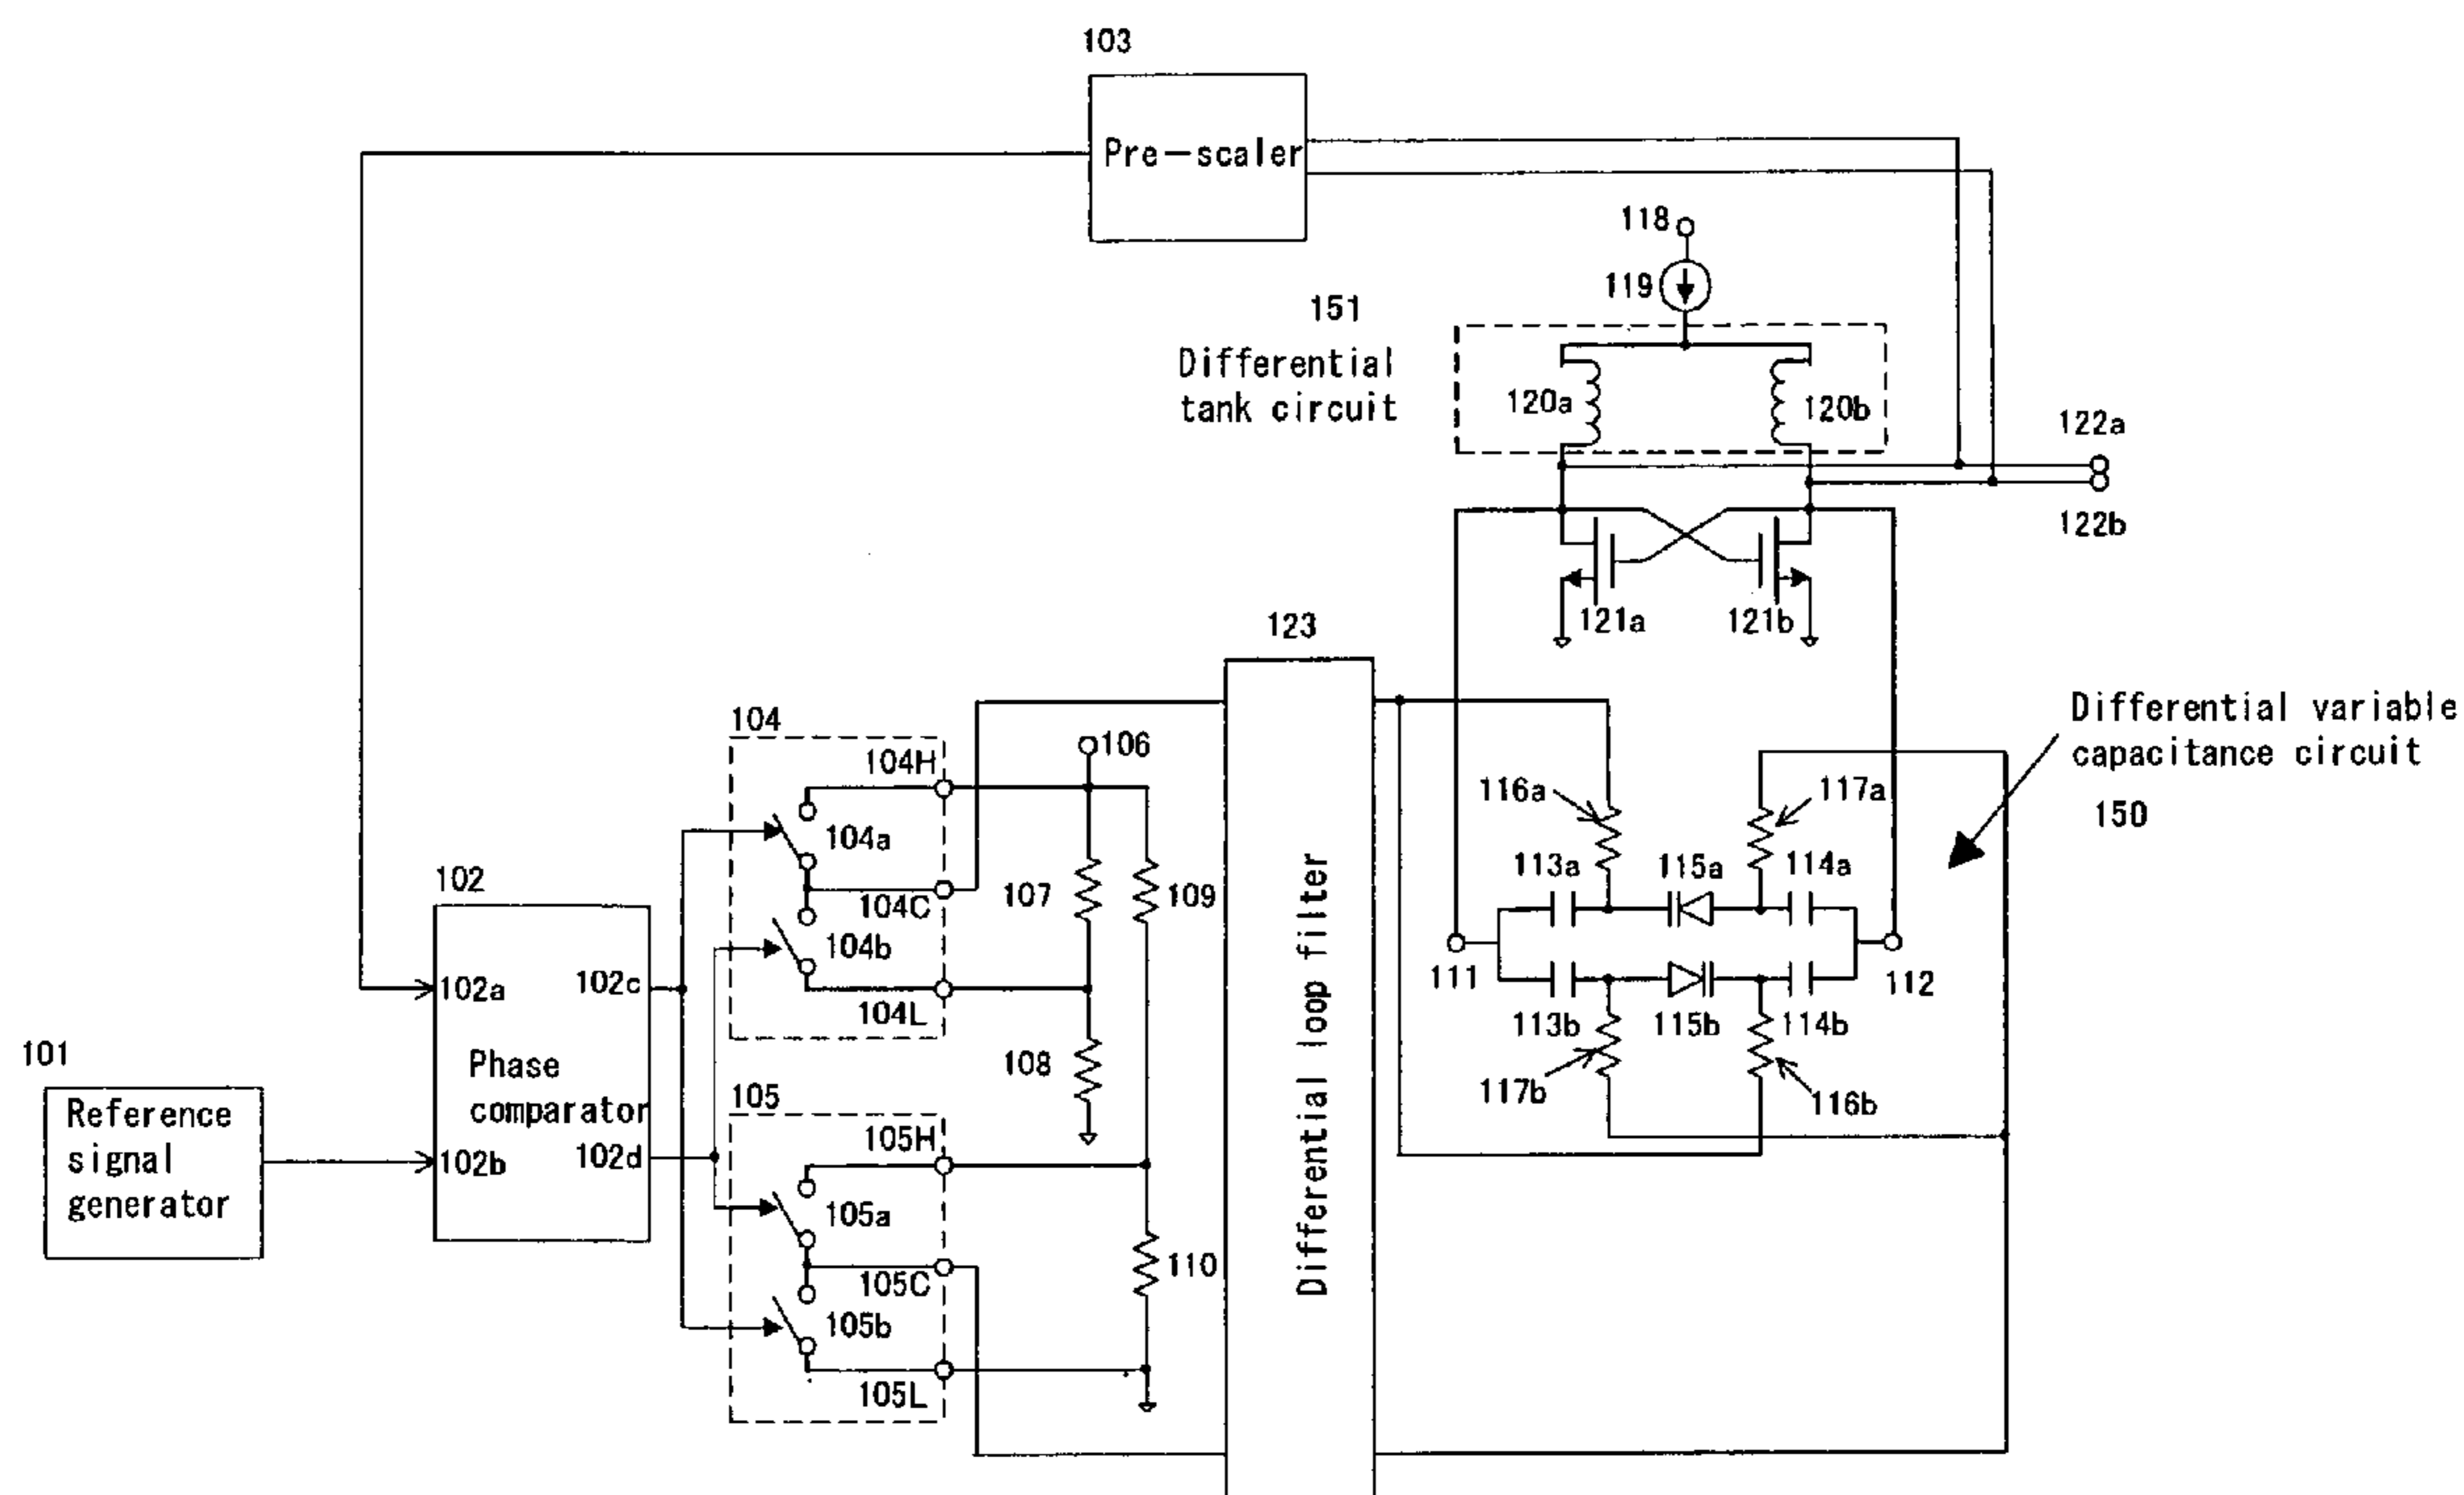 103
Pre-scaler
118
119
151
Differential
tank circuit
120a
120b
122a
122b
121a
121b
123
Differential loop filter
Differential variable
capacitance circuit
150
104
104H
106
104a
104C
104b
104L
107
109
108
116a
117a
113a
115a
114a
111
112
113b
115b
114b
117b
116b
102
102a
102c
Phase
comparator
102b
102d
101
Reference
signal
generator
105
105H
105a
105C
105b
105L
110